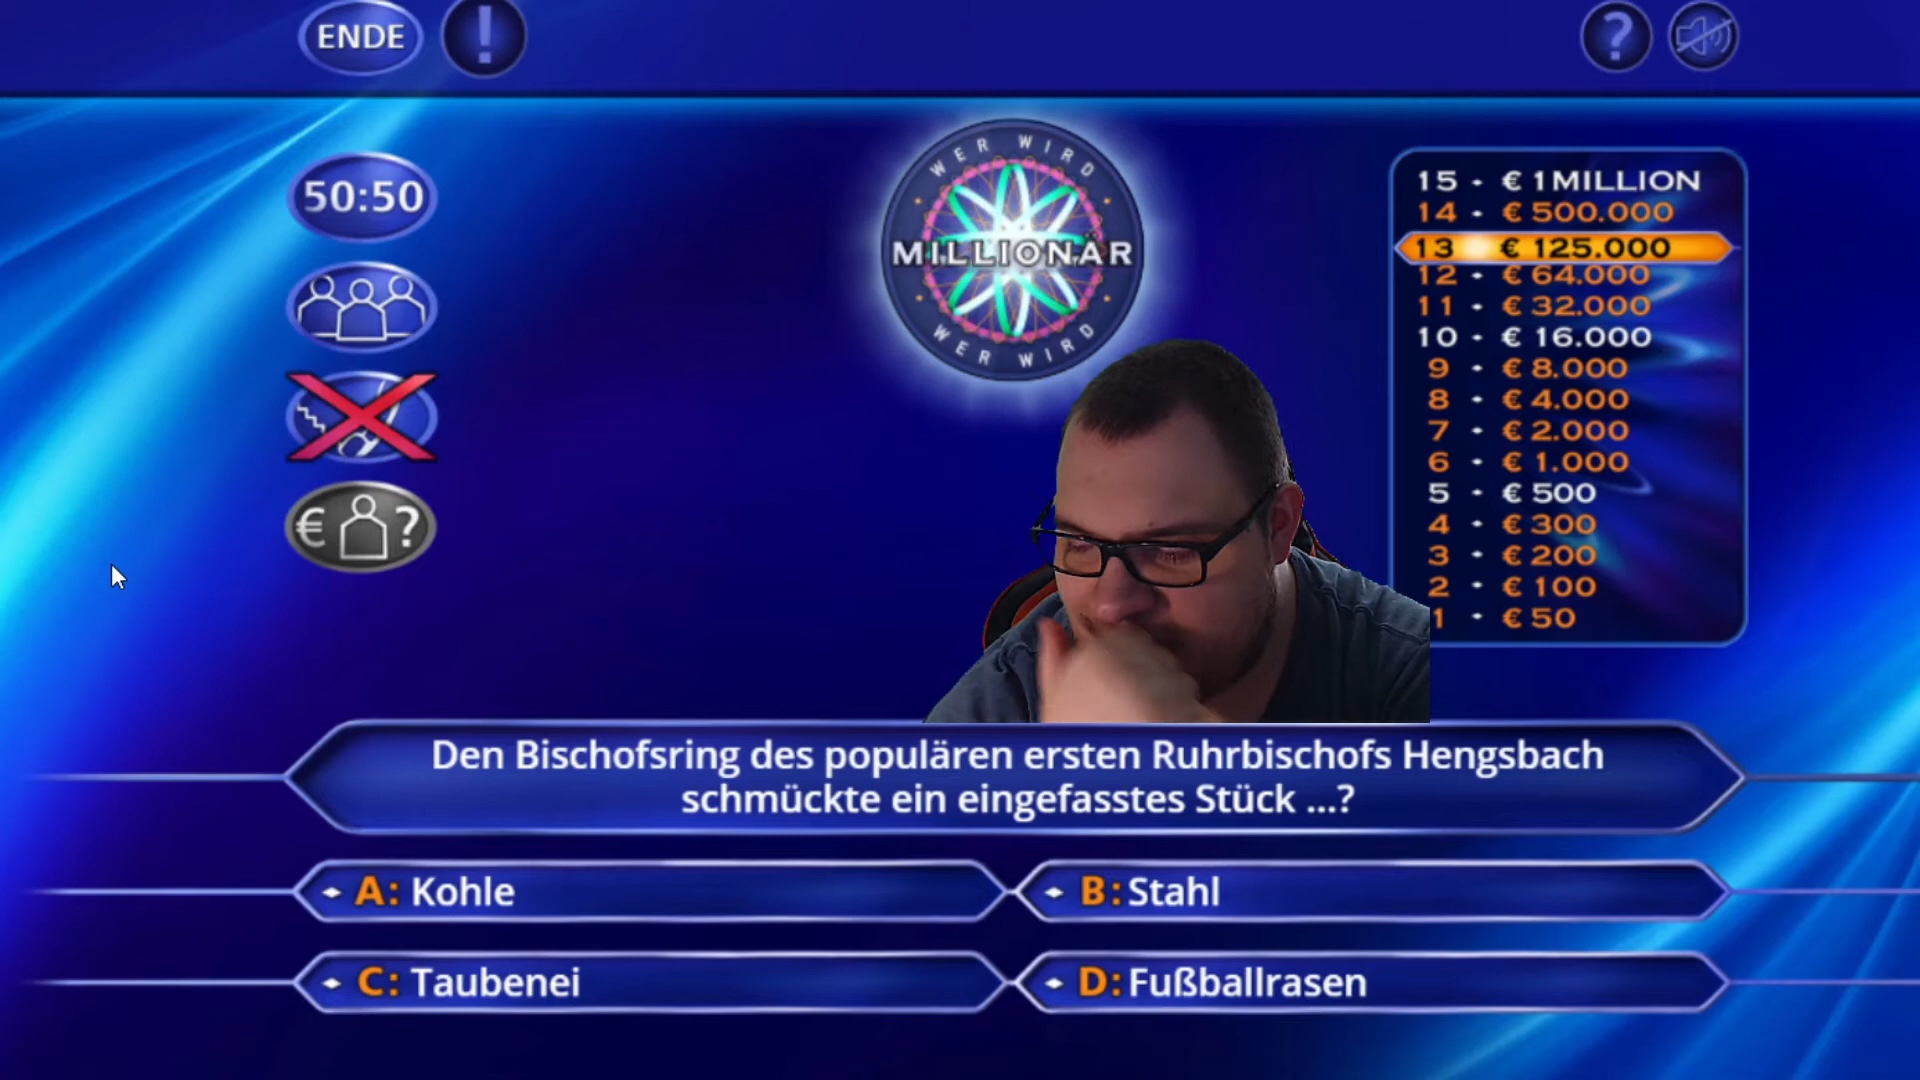 ENDE
!
?
50:50
€ ?
WER WIRD
MILLIONÄR
WER WIRD
15 • € 1 MILLION
14 • € 500.000
13 € 125.000
12 • € 64.000
11 • € 32.000
10 • € 16.000
9 • € 8.000
8 • € 4.000
7 • € 2.000
6 • € 1.000
5 • € 500
4 • € 300
3 • € 200
2 • € 100
1 • € 50
Den Bischofsring des populären ersten Ruhrbischofs Hengsbach
schmückte ein eingefasstes Stück ...?
A: Kohle
B: Stahl
C: Taubenei
D: Fußballrasen